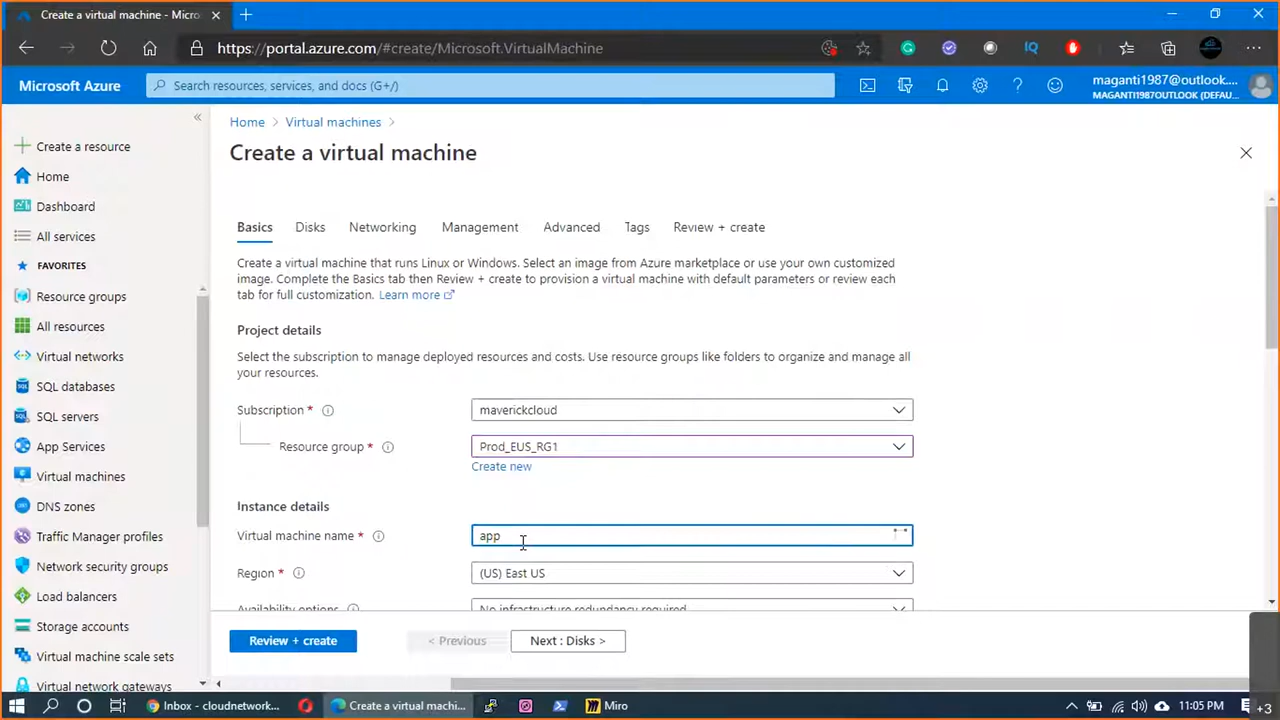 Create a virtual machine - Micro
https://portal.azure.com/#create/Microsoft.VirtualMachine
IQ
Microsoft Azure
Search resources, services, and docs (G+/)
maganti1987@outlook....
MAGANTI1987OUTLOOK (DEFAU...
Create a resource
Home
Dashboard
All services
FAVORITES
Resource groups
All resources
Virtual networks
SQL databases
SQL servers
App Services
Virtual machines
DNS zones
Traffic Manager profiles
Network security groups
Load balancers
Storage accounts
Virtual machine scale sets
Virtual network gateways
Home > Virtual machines >
Create a virtual machine
Basics Disks Networking Management Advanced Tags Review + create
Create a virtual machine that runs Linux or Windows. Select an image from Azure marketplace or use your own customized
image. Complete the Basics tab then Review + create to provision a virtual machine with default parameters or review each
tab for full customization. Learn more
Project details
Select the subscription to manage deployed resources and costs. Use resource groups like folders to organize and manage all
your resources.
Subscription * maverickcloud
Resource group * Prod_EUS_RG1
Create new
Instance details
Virtual machine name * app
Region * (US) East US
Availability options No infrastructure redundancy required
Review + create < Previous Next : Disks >
Inbox - cloudnetwork... Create a virtual machi... Miro 11:05 PM +3